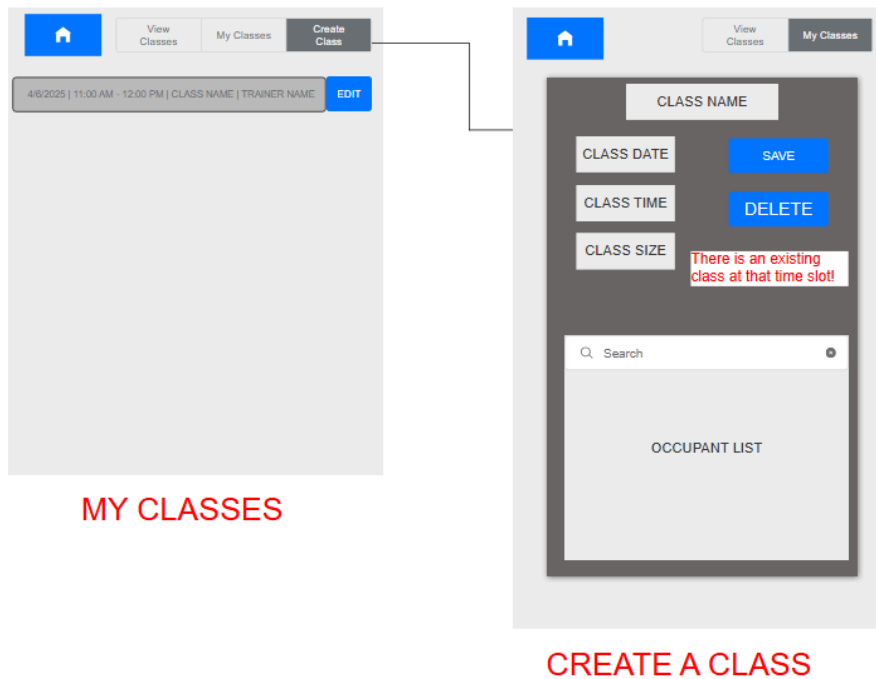 View
Classes
My Classes
Create
Class
4/6/2025 | 11:00 AM - 12:00 PM | CLASS NAME | TRAINER NAME
EDIT
MY CLASSES
View
Classes
My Classes
CLASS NAME
CLASS DATE
SAVE
CLASS TIME
DELETE
CLASS SIZE
There is an existing
class at that time slot!
Search
OCCUPANT LIST
CREATE A CLASS